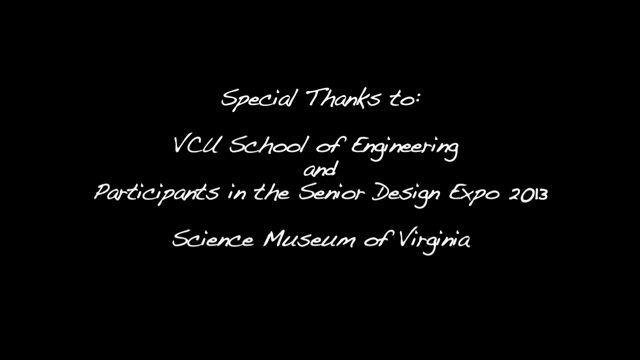 Special Thanks to:
VCU School of Engineering
and
Participants in the Senior Design Expo 2013
Science Museum of Virginia